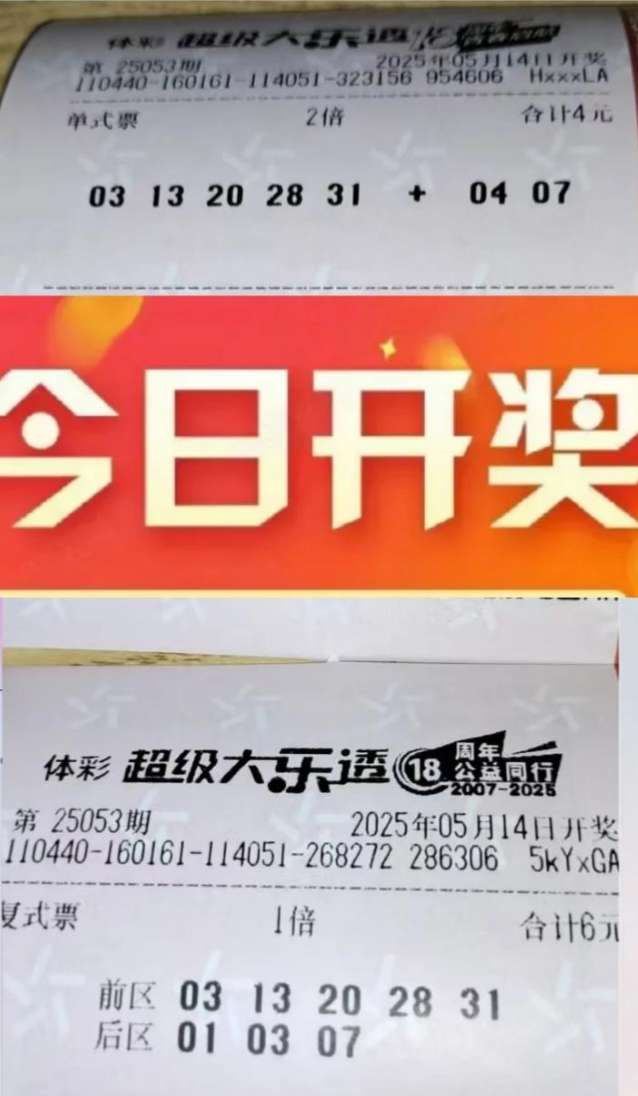 体彩 超级大乐透 18
第 25053期 2025年05月14日开奖
110440-160161-114051-323156 954606 HxxxLA
单式票 2倍 合计4元
03 13 20 28 31 + 04 07
今日开奖
体彩 超级大乐透 18 周年 公益同行 2007-2025
第 25053期 2025年05月14日开奖
110440-160161-114051-268272 286306 5kYxGA
复式票 1倍 合计6元
前区 03 13 20 28 31
后区 01 03 07